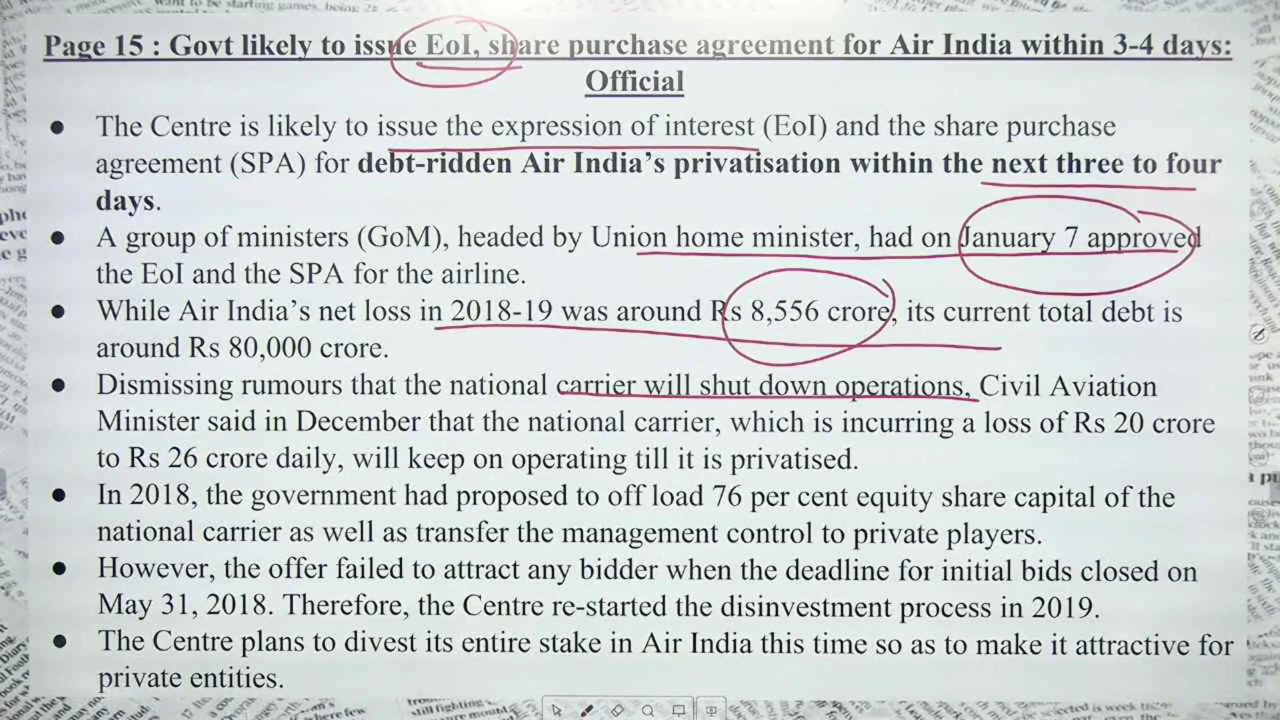 Page 15 : Govt likely to issue EoI, share purchase agreement for Air India within 3-4 days:
Official
● The Centre is likely to issue the expression of interest (EoI) and the share purchase
agreement (SPA) for debt-ridden Air India's privatisation within the next three to four
days.
● A group of ministers (GoM), headed by Union home minister, had on January 7 approved
the EoI and the SPA for the airline.
● While Air India's net loss in 2018-19 was around Rs 8,556 crore, its current total debt is
around Rs 80,000 crore.
● Dismissing rumours that the national carrier will shut down operations, Civil Aviation
Minister said in December that the national carrier, which is incurring a loss of Rs 20 crore
to Rs 26 crore daily, will keep on operating till it is privatised.
● In 2018, the government had proposed to off load 76 per cent equity share capital of the
national carrier as well as transfer the management control to private players.
● However, the offer failed to attract any bidder when the deadline for initial bids closed on
May 31, 2018. Therefore, the Centre re-started the disinvestment process in 2019.
● The Centre plans to divest its entire stake in Air India this time so as to make it attractive for
private entities.